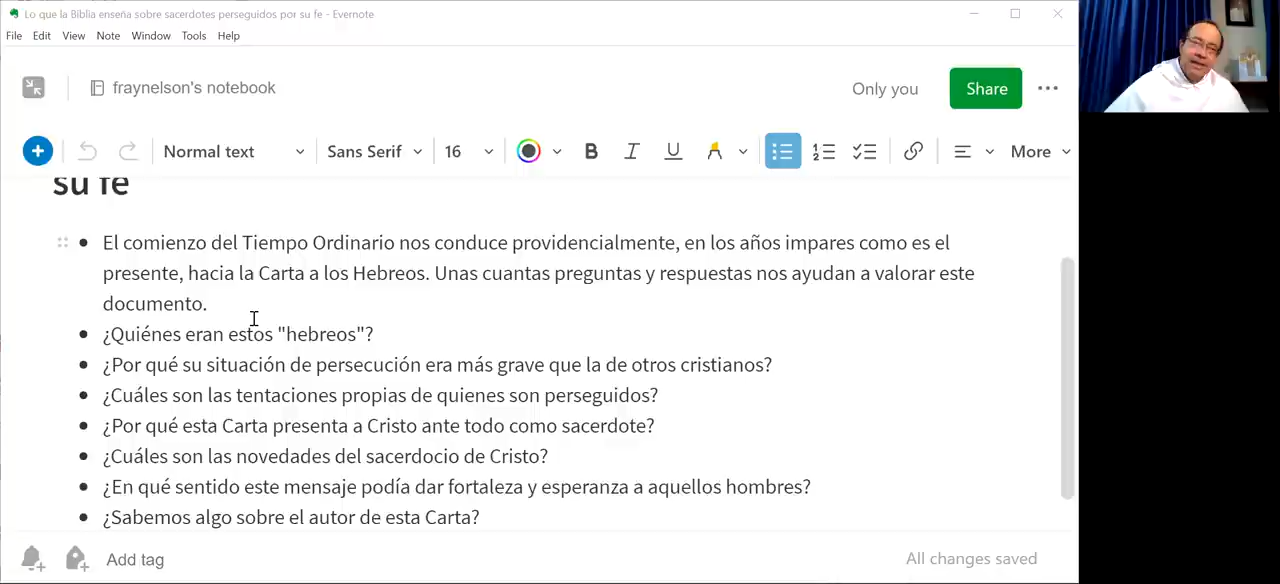 Lo que la Biblia enseña sobre sacerdotes perseguidos por su fe - Evernote
File Edit View Note Window Tools Help
fraynelson's notebook
Only you
Share
Normal text
Sans Serif
16
B I U A
More
su fe
El comienzo del Tiempo Ordinario nos conduce providencialmente, en los años impares como es el
presente, hacia la Carta a los Hebreos. Unas cuantas preguntas y respuestas nos ayudan a valorar este
documento.
¿Quiénes eran estos "hebreos"?
¿Por qué su situación de persecución era más grave que la de otros cristianos?
¿Cuáles son las tentaciones propias de quienes son perseguidos?
¿Por qué esta Carta presenta a Cristo ante todo como sacerdote?
¿Cuáles son las novedades del sacerdocio de Cristo?
¿En qué sentido este mensaje podía dar fortaleza y esperanza a aquellos hombres?
¿Sabemos algo sobre el autor de esta Carta?
Add tag
All changes saved